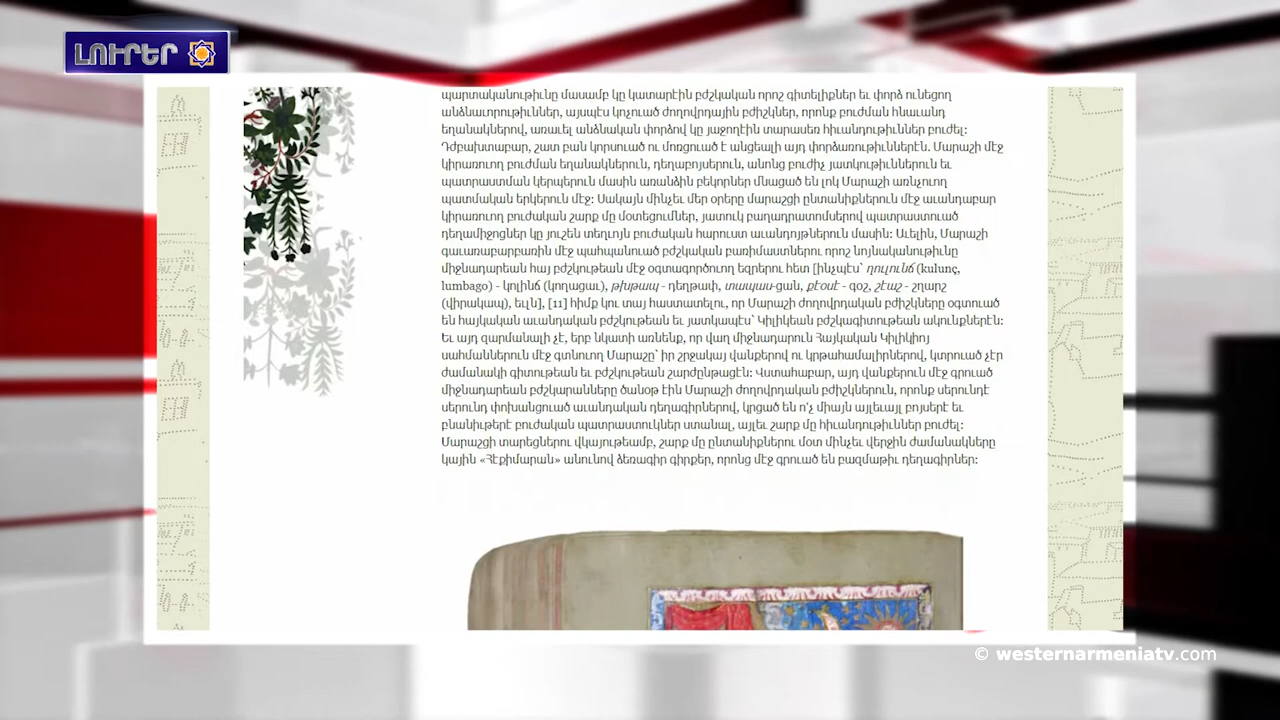 ԼՈՒՐԵՐ
պարտականութիւնը մասամբ կը կատարէին բժշկական որոշ գիտելիքներ եւ փորձ ունեցող
անձնաւորութիւններ, այսպէս կոչուած ժողովրդային բժիշկներ, որոնք բուժման հնաւանդ
եղանակներով, առաւել անձնական փորձով կը յաջողէին տարասեռ հիւանդութիւններ բուժել:
Դժբախտաբար, շատ բան կորսուած ու մոռցուած է անցեալի այդ փորձառութիւններէն. Մարաշի մէջ
կիրառուող բուժման եղանակներուն, դեղաբոյսերուն, անոնց բուժիչ յատկութիւններուն եւ
պատրաստման կերպերուն մասին առանձին բեկորներ մնացած են լոկ Մարաշի առնչուող
պատմական երկերուն մէջ: Սակայն մինչեւ մեր օրերը մարաշցի ընտանիքներուն մէջ աւանդաբար
կիրառուող բուժական շարք մը մօտեցումներ, յատուկ բաղադրատոմսերով պատրաստուած
դեղամիջոցներ կը յուշեն տեղւոյն բուժական հարուստ աւանդոյթներուն մասին: Աւելին, Մարաշի
գաւառաբարբառին մէջ պահպանուած բժշկական բառիմաստներու որոշ նոյնականութիւնը
միջնադարեան հայ բժշկութեան մէջ օգտագործուող եզրերու հետ [ինչպէս՝ ղուլունճ (kulunç,
lumbago) - կոլինճ (կողացաւ), թխթապ - դեղթափ, տապաս-ցան, քէօսէ - գօշ, շէպշ - շղարշ
(վիրակապ), եւլն], [11] հիմք կու տայ հաստատելու, որ Մարաշի ժողովրդական բժիշկները օգտուած
են հայկական աւանդական բժշկութեան եւ յատկապէս՝ Կիլիկեան բժշկագիտութեան ակունքներէն:
Եւ այդ զարմանալի չէ, երբ նկատի առնենք, որ վաղ միջնադարուն Հայկական Կիլիկիոյ
սահմաններուն մէջ գտնուող Մարաշը՝ իր շրջակայ վանքերով ու կրթահամալիրներով, կտրուած չէր
ժամանակի գիտութեան եւ բժշկութեան շարժընթացէն: Վստահաբար, այդ վանքերուն մէջ գրուած
միջնադարեան բժշկարանները ծանօթ էին Մարաշի ժողովրդական բժիշկներուն, որոնք սերունդէ
սերունդ փոխանցուած աւանդական դեղագիրներով, կրցած են ո՛չ միայն այլեւայլ բոյսերէ եւ
բնանիւթերէ բուժական պատրաստուկներ ստանալ, այլեւ շարք մը հիւանդութիւններ բուժել:
Մարաշցի տարեցներու վկայութեամբ, շարք մը ընտանիքներու մօտ մինչեւ վերջին ժամանակները
կային «Հէքիմարան» անունով ձեռագիր գիրքեր, որոնց մէջ գրուած են բազմաթիւ դեղագիրներ:
© westernarmeniatv.com